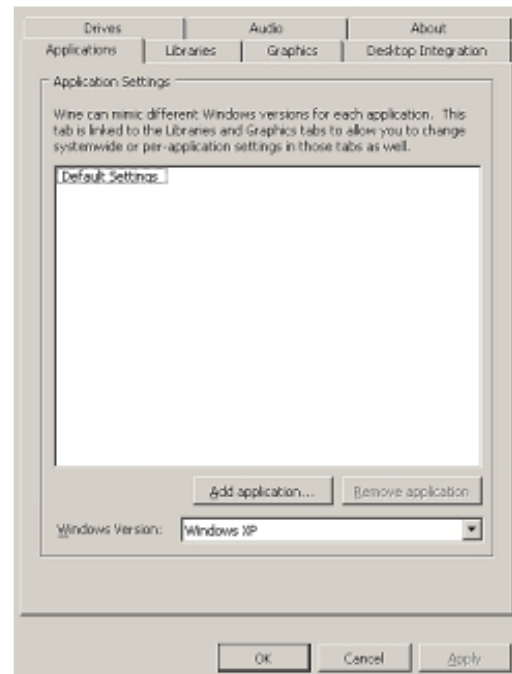 Drives Audio About
Applications Libraries Graphics Desktop Integration
Application Settings
Wine can mimic different Windows versions for each application. This
tab is linked to the Libraries and Graphics tabs to allow you to change
systemwide or per-application settings in those tabs as well.
Default Settings
Add application... Remove application
Windows Version: Windows XP
OK Cancel Apply